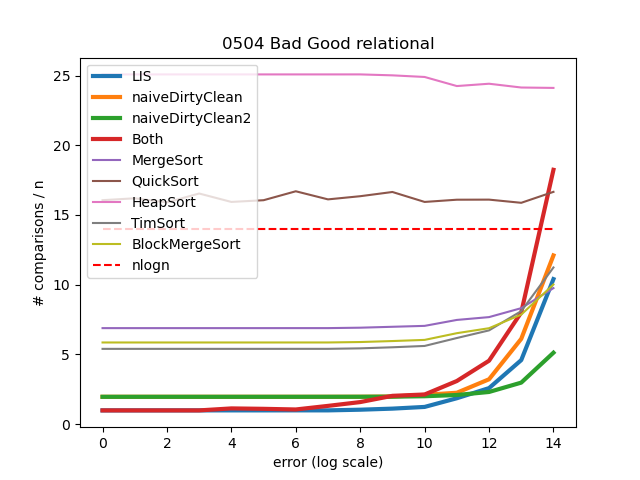 0504 Bad Good relational
# comparisons / n
25
20
15
10
5
0
LIS
naiveDirtyClean
naiveDirtyClean2
Both
MergeSort
QuickSort
HeapSort
TimSort
BlockMergeSort
nlogn
0 2 4 6 8 10 12 14
error (log scale)